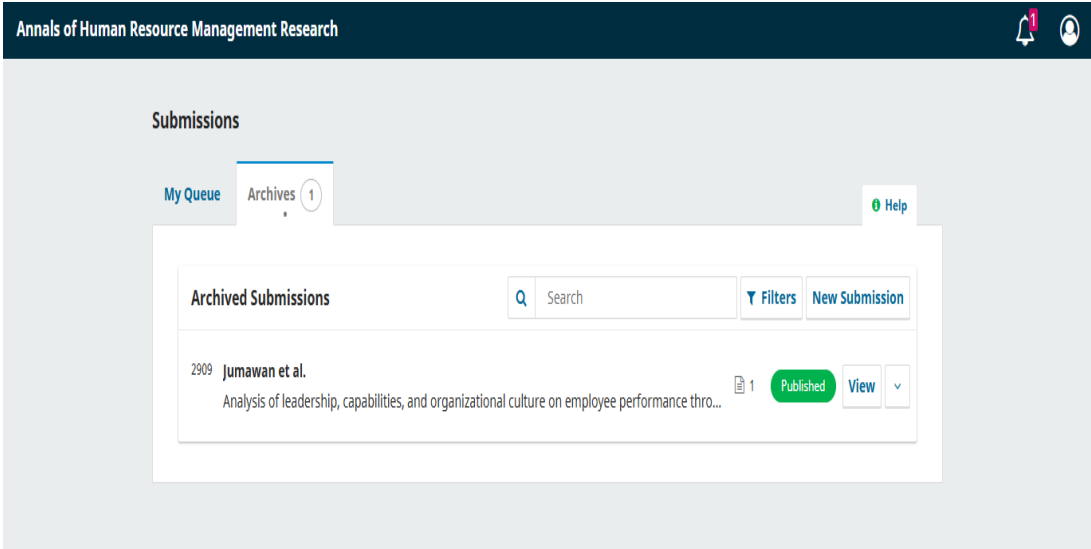 Annals of Human Resource Management Research
1
Submissions
My Queue
Archives 1
Help
Archived Submissions
Search
Filters
New Submission
2909 Jumawan et al.
Analysis of leadership, capabilities, and organizational culture on employee performance thro...
1
Published
View